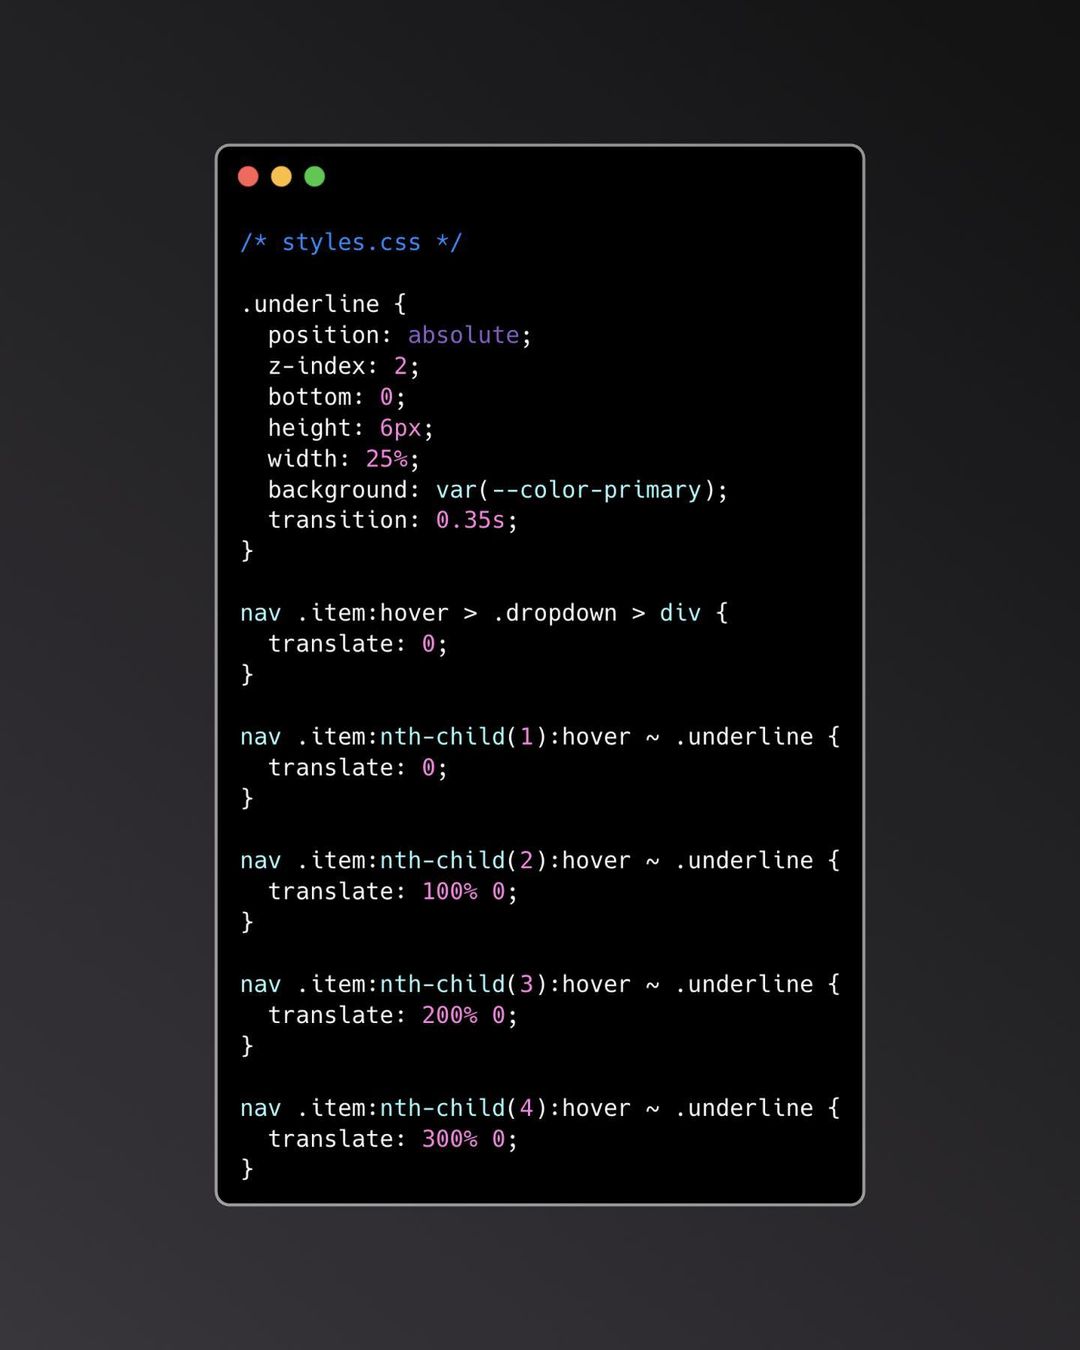 /* styles.css */
.underline {
  position: absolute;
  z-index: 2;
  bottom: 0;
  height: 6px;
  width: 25%;
  background: var(--color-primary);
  transition: 0.35s;
}
nav .item:hover > .dropdown > div {
  translate: 0;
}
nav .item:nth-child(1):hover ~ .underline {
  translate: 0;
}
nav .item:nth-child(2):hover ~ .underline {
  translate: 100% 0;
}
nav .item:nth-child(3):hover ~ .underline {
  translate: 200% 0;
}
nav .item:nth-child(4):hover ~ .underline {
  translate: 300% 0;
}